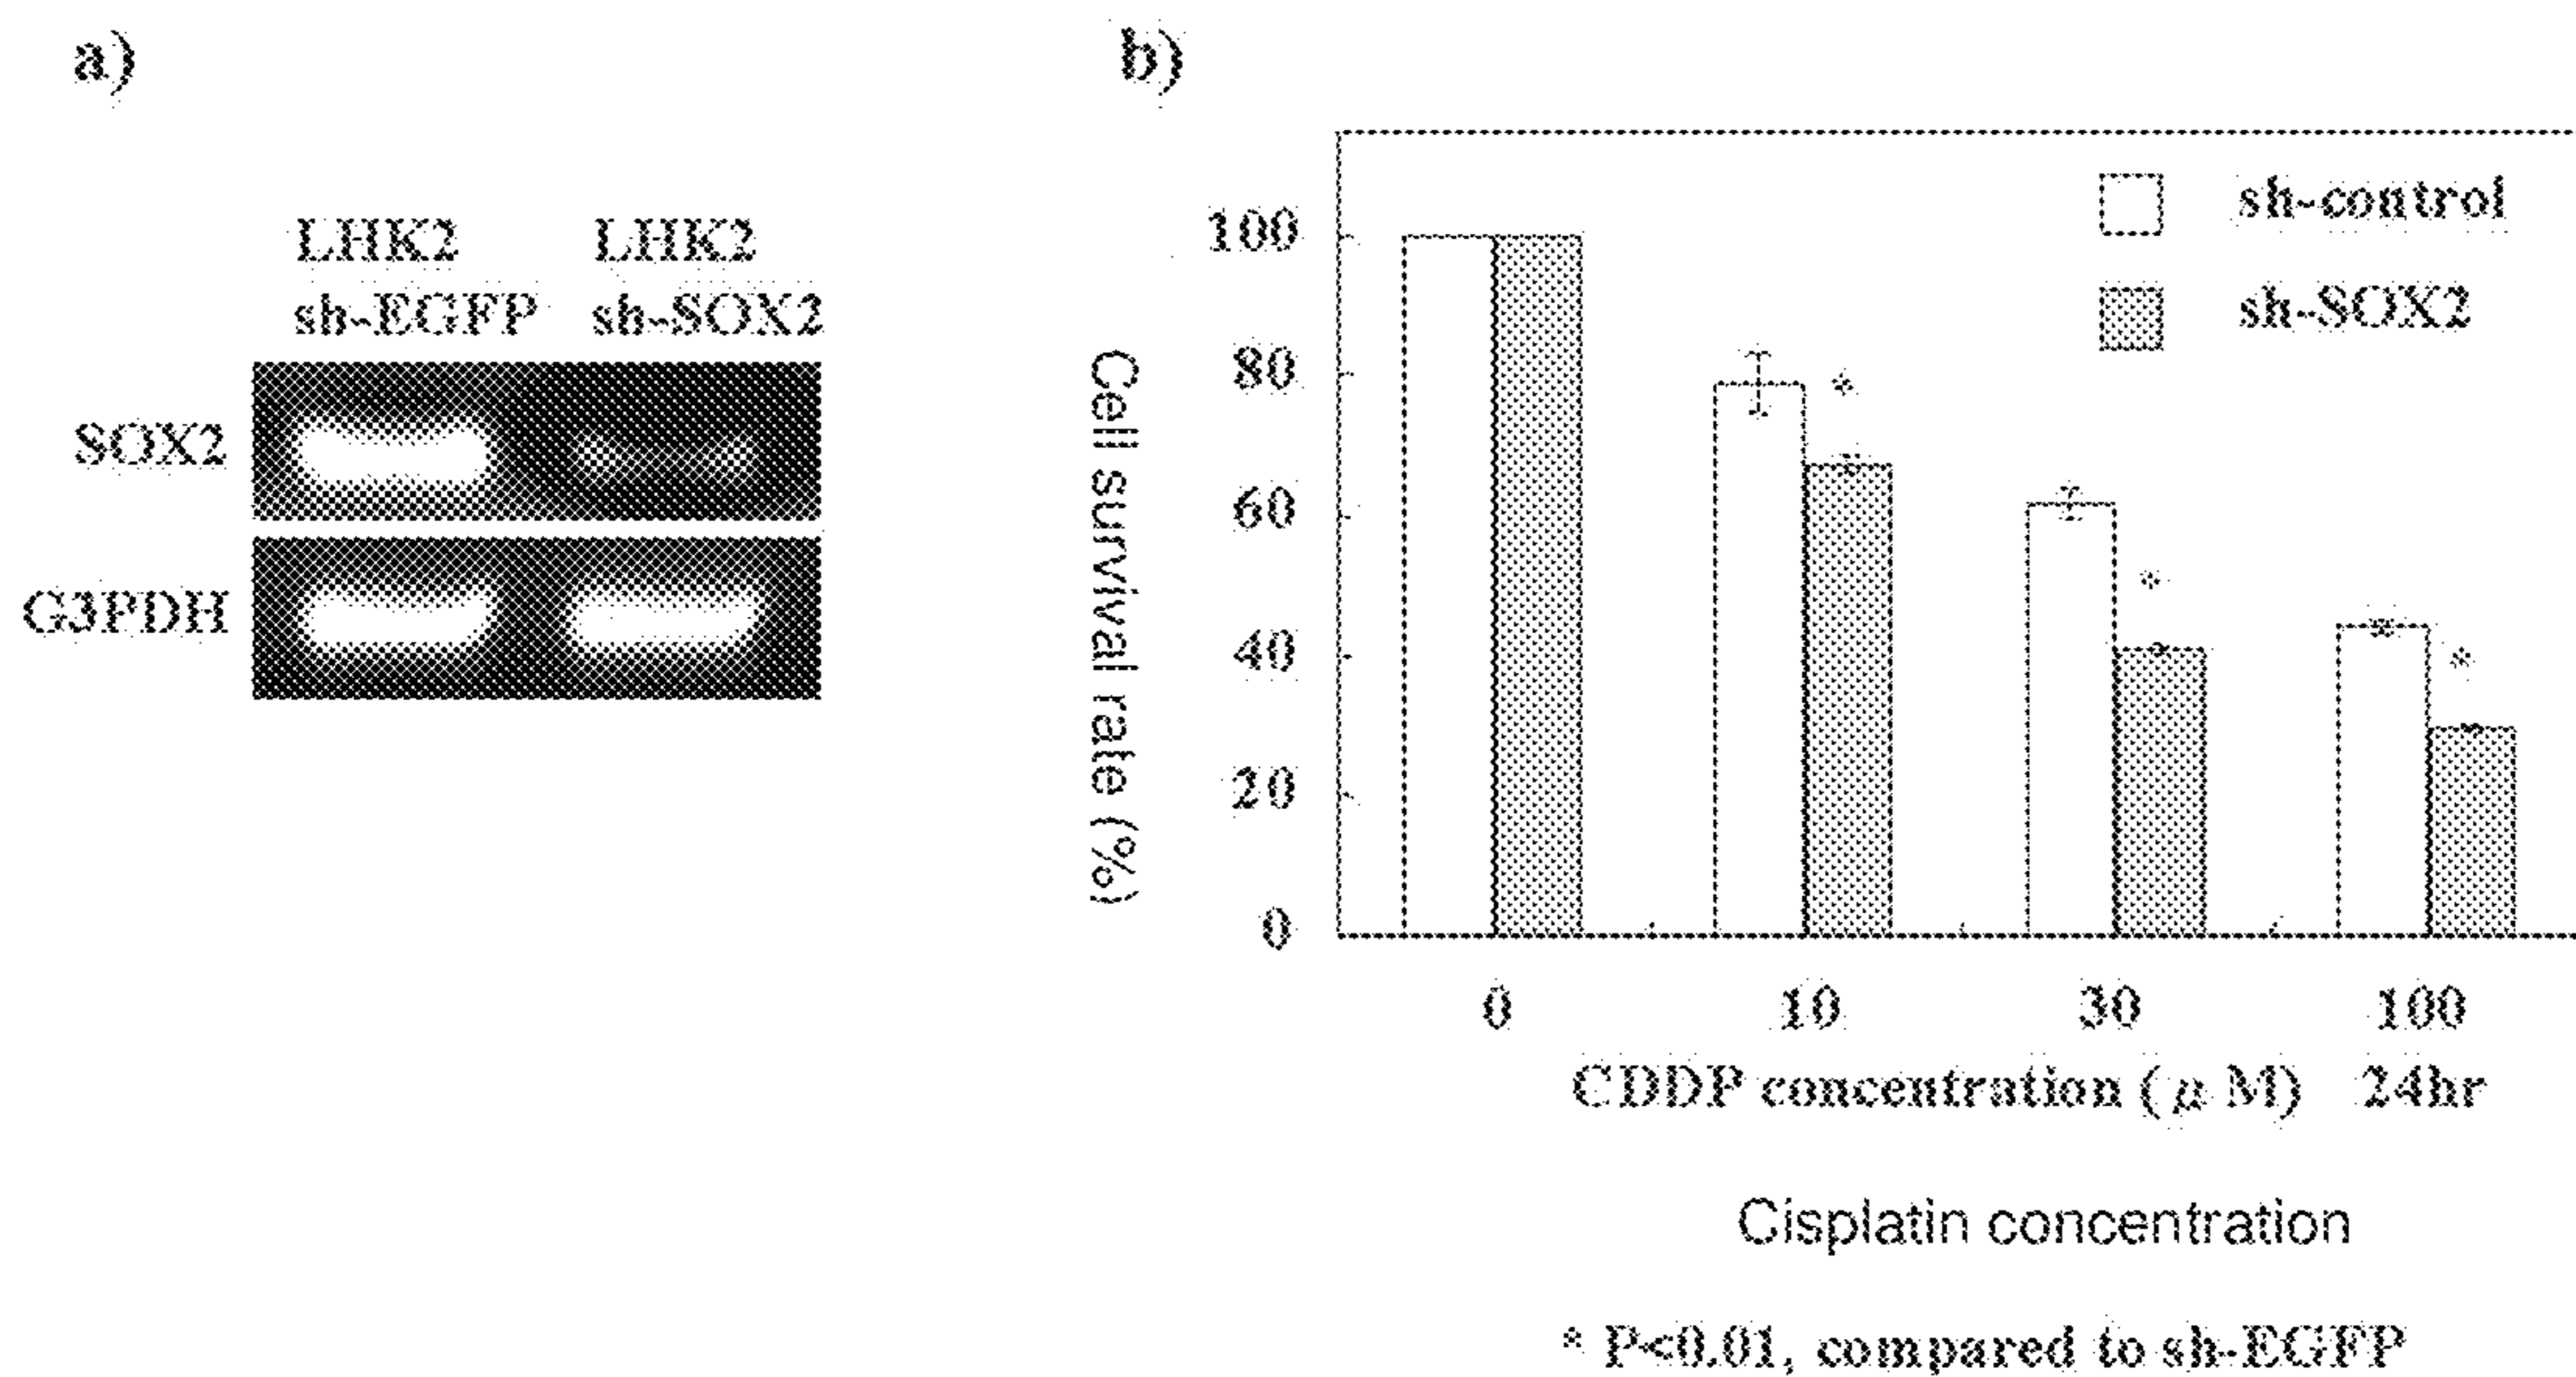 a)
LHK2 LHK2
sh-EGFP sh-SOX2
SOX2
G3PDH
b)
sh-control
sh-SOX2
Cell survival rate (%)
100
80
60
40
20
0
0 10 30 100
CDDP concentration (μM) 24hr
Cisplatin concentration
* P<0.01, compared to sh-EGFP